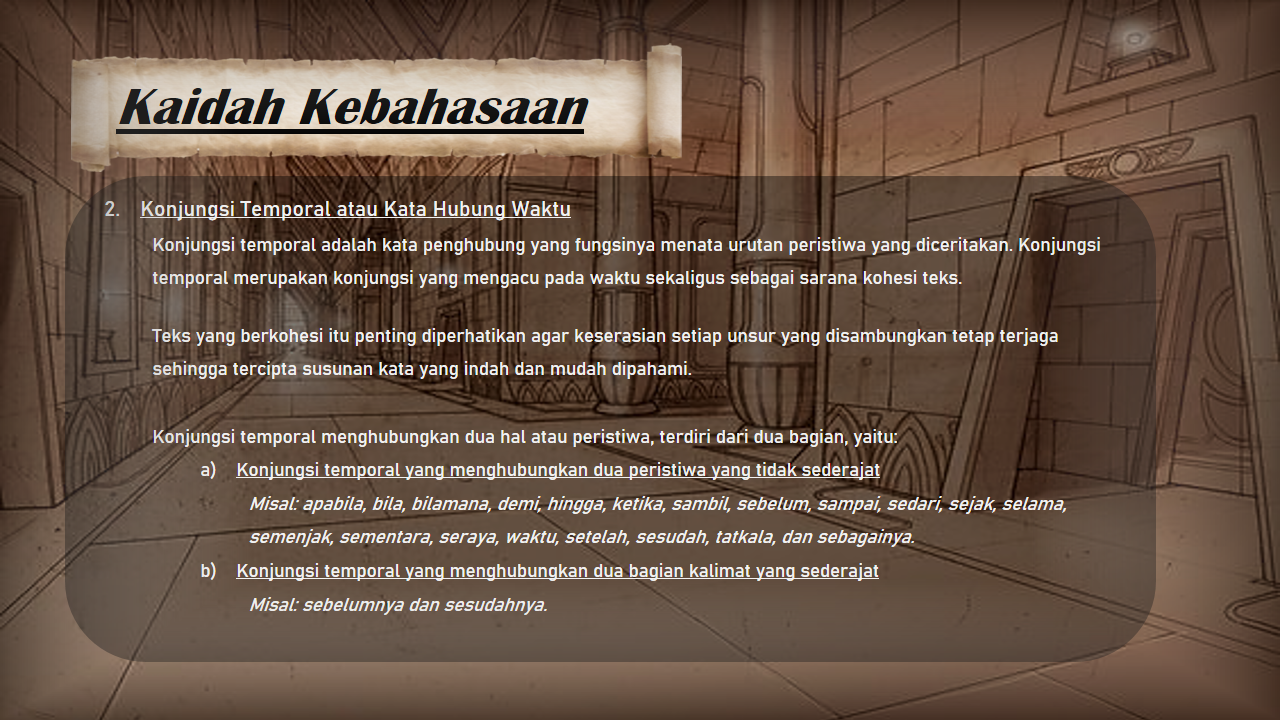 Kaidah Kebahasaan
2. Konjungsi Temporal atau Kata Hubung Waktu
Konjungsi temporal adalah kata penghubung yang fungsinya menata urutan peristiwa yang diceritakan. Konjungsi
temporal merupakan konjungsi yang mengacu pada waktu sekaligus sebagai sarana kohesi teks.
Teks yang berkohesi itu penting diperhatikan agar keserasian setiap unsur yang disambungkan tetap terjaga
sehingga tercipta susunan kata yang indah dan mudah dipahami.
Konjungsi temporal menghubungkan dua hal atau peristiwa, terdiri dari dua bagian, yaitu:
a) Konjungsi temporal yang menghubungkan dua peristiwa yang tidak sederajat
Misal: apabila, bila, bilamana, demi, hingga, ketika, sambil, sebelum, sampai, sedari, sejak, selama,
semenjak, sementara, seraya, waktu, setelah, sesudah, tatkala, dan sebagainya.
b) Konjungsi temporal yang menghubungkan dua bagian kalimat yang sederajat
Misal: sebelumnya dan sesudahnya.